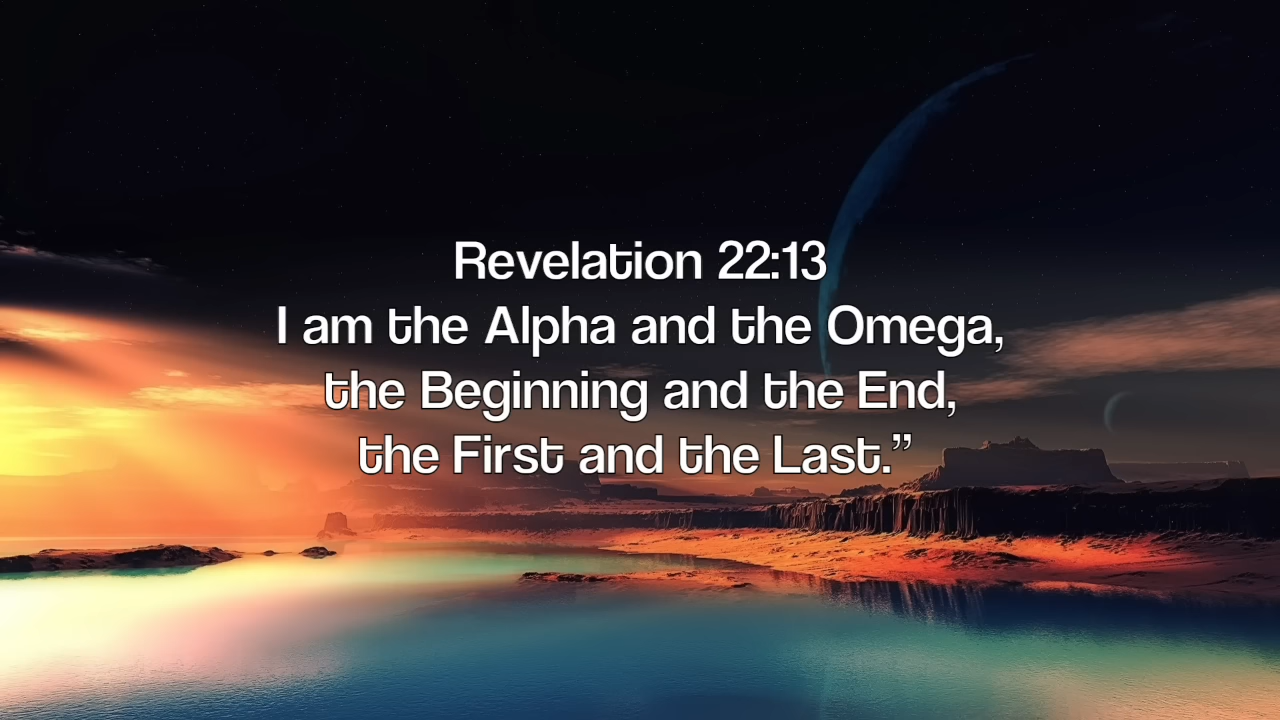 Revelation 22:13
I am the Alpha and the Omega,
the Beginning and the End,
the First and the Last.”